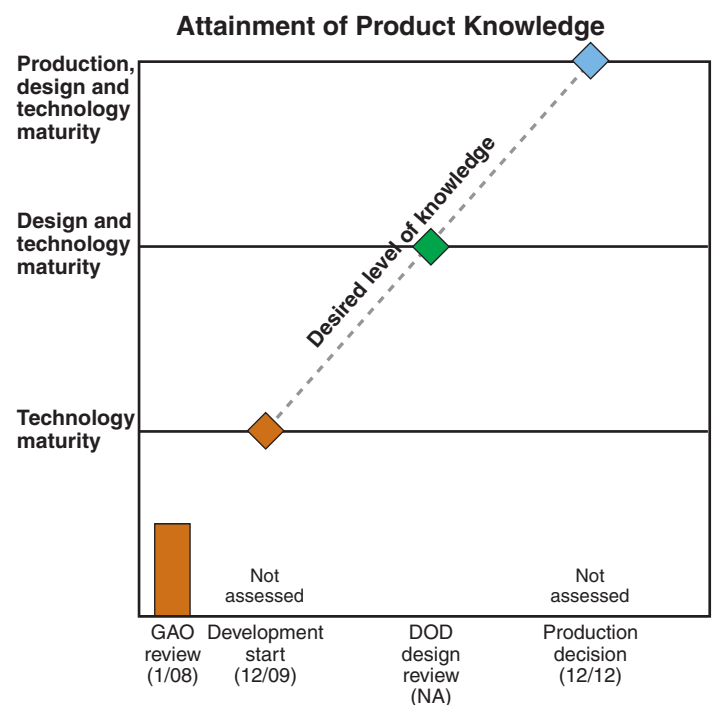 Attainment of Product Knowledge
Production,
design and
technology
maturity
Design and
technology
maturity
Technology
maturity
Desired level of knowledge
Not
assessed
Not
assessed
GAO
review
(1/08)
Development
start
(12/09)
DOD
design
review
(NA)
Production
decision
(12/12)